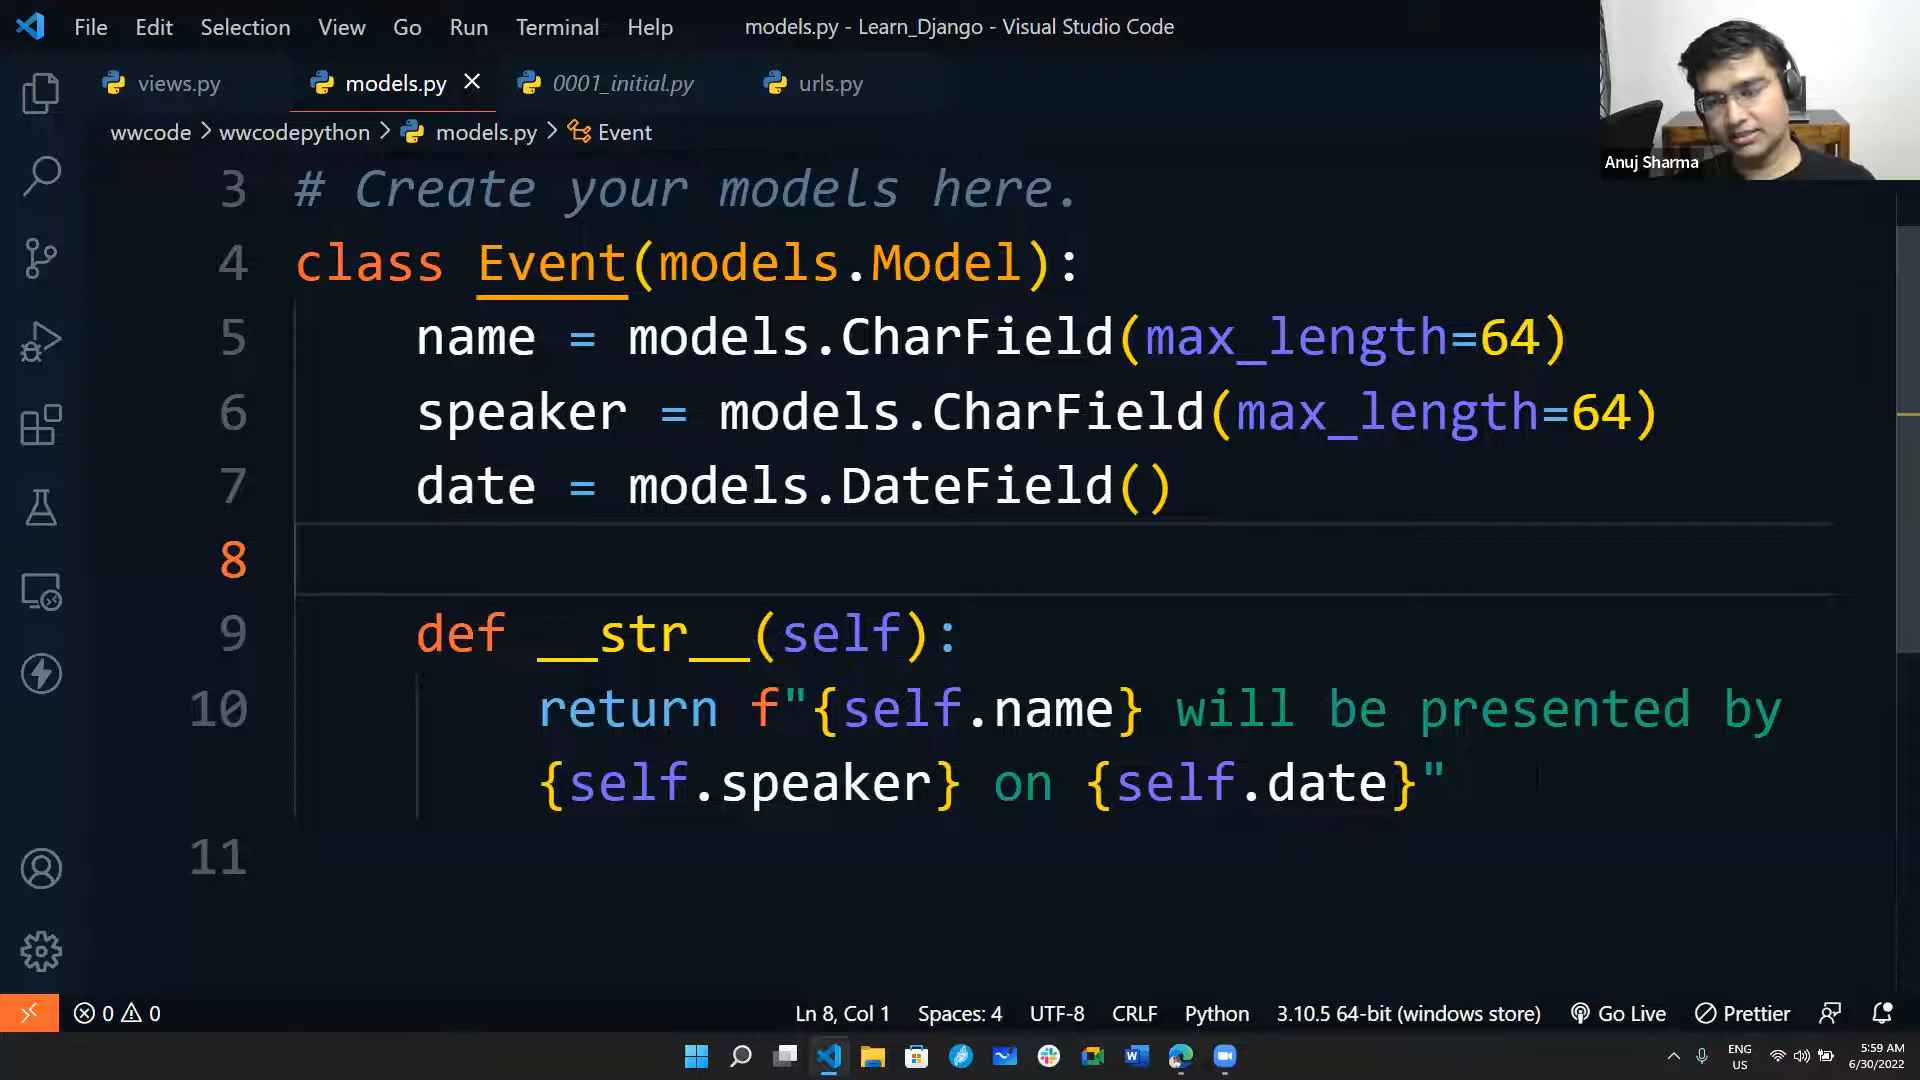 File Edit Selection View Go Run Terminal Help models.py - Learn_Django - Visual Studio Code
views.py models.py 0001_initial.py urls.py
wwcode > wwcodepython > models.py > Event
Anuj Sharma
3 # Create your models here.
4 class Event(models.Model):
5 name = models.CharField(max_length=64)
6 speaker = models.CharField(max_length=64)
7 date = models.DateField()
8
9 def __str__(self):
10 return f"{self.name} will be presented by
{self.speaker} on {self.date}"
11
0 0 Ln 8, Col 1 Spaces: 4 UTF-8 CRLF Python 3.10.5 64-bit (windows store) Go Live Prettier
ENG 5:59 AM
US 6/30/2022